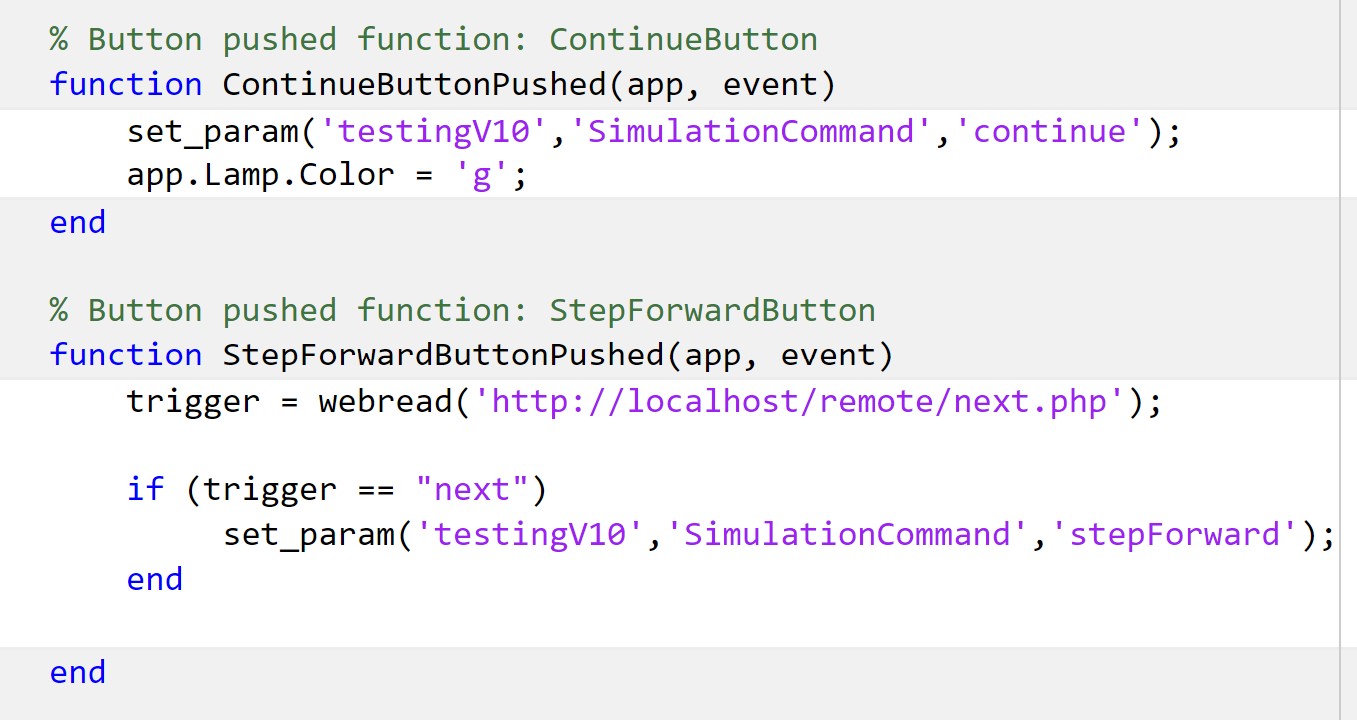 % Button pushed function: ContinueButton
function ContinueButtonPushed(app, event)
set_param('testingV10','SimulationCommand','continue');
app.Lamp.Color = 'g';
end
% Button pushed function: StepForwardButton
function StepForwardButtonPushed(app, event)
trigger = webread('http://localhost/remote/next.php');
if (trigger == "next")
set_param('testingV10','SimulationCommand','stepForward');
end
end